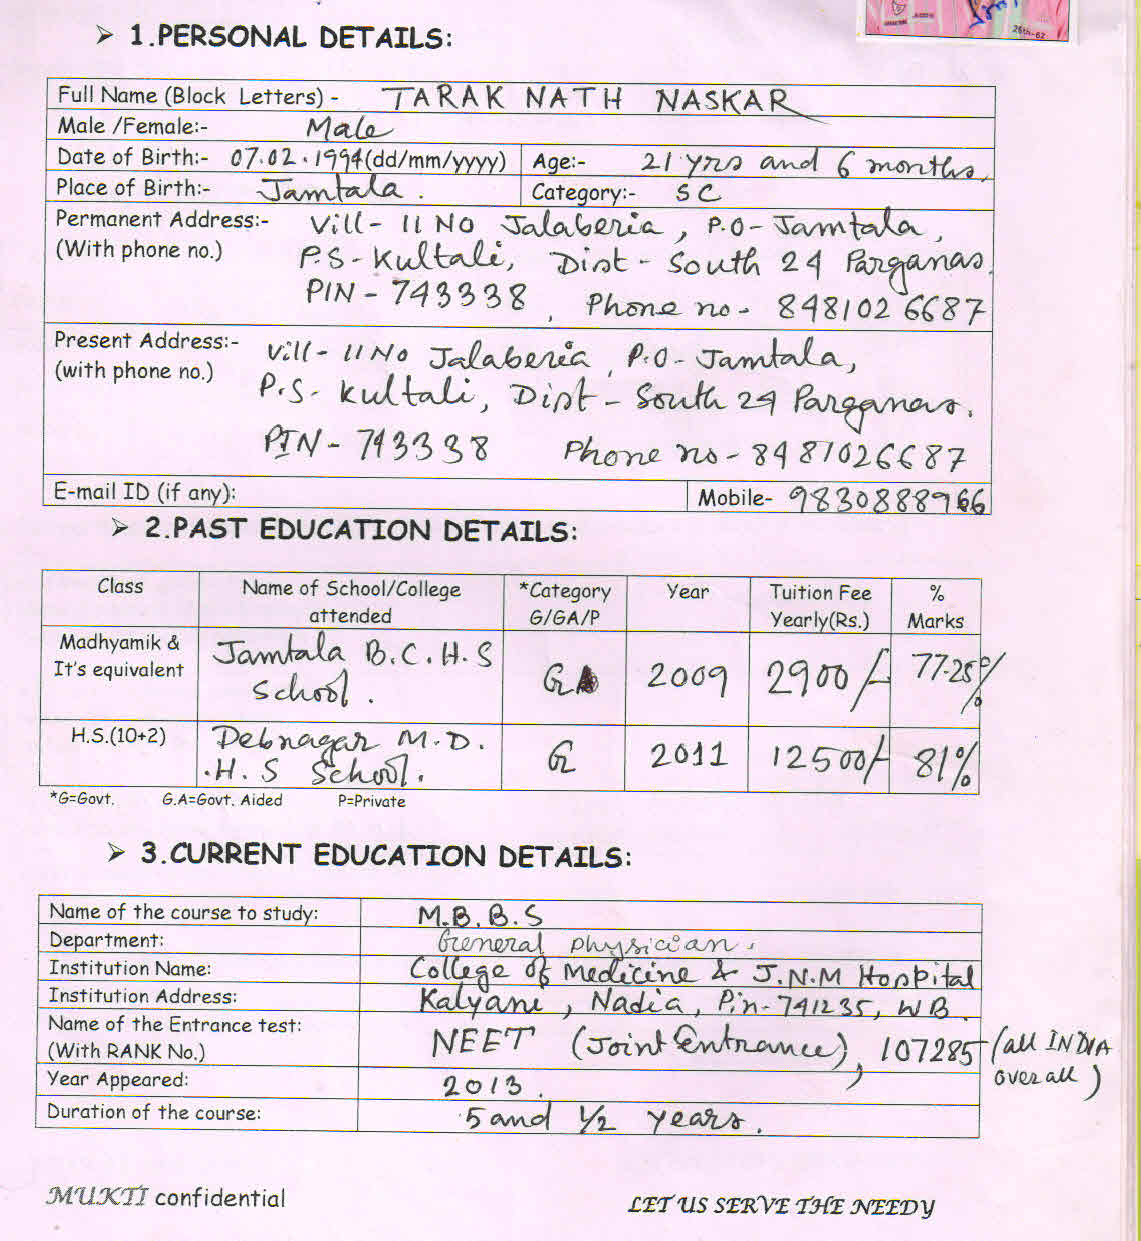 26th-62
➢ 1.PERSONAL DETAILS:
Full Name (Block Letters) - TARAK NATH NASKAR
Male /Female:- Male
Date of Birth:- 07.02.1994(dd/mm/yyyy) Age:- 21 yrs and 6 months,
Place of Birth:- Jamtala. Category:- SC
Permanent Address:- Vill- 11 No Jalaberia, P.O- Jamtala,
(With phone no.) P.S- Kultali, Dist- South 24 Parganas.
PIN - 743338, Phone no- 8481026687
Present Address:- Vill- 11 No Jalaberia, P.O- Jamtala,
(with phone no.) P.S- Kultali, Dist- South 24 Parganas.
PIN- 743338 Phone no- 8481026687
E-mail ID (if any): Mobile- 9830888966
➢ 2.PAST EDUCATION DETAILS:
Class Name of School/College *Category Year Tuition Fee %
attended G/GA/P Yearly(Rs.) Marks
Madhyamik & Jamtala B.C.H.S G 2009 2900/- 77.25%
It's equivalent School.
H.S.(10+2) Debnagar M.D. G 2011 12500/- 81%
.H.S School.
*G=Govt. G.A=Govt. Aided P=Private
➢ 3.CURRENT EDUCATION DETAILS:
Name of the course to study: M.B.B.S
Department: General physician.
Institution Name: College of Medicine & J.N.M Hospital
Institution Address: Kalyani, Nadia, Pin-741235, WB.
Name of the Entrance test: NEET (Joint Entrance), 107285 (all INDIA
(With RANK No.) over all)
Year Appeared: 2013.
Duration of the course: 5 and 1/2 years.
MUKTI confidential LET US SERVE THE NEEDY